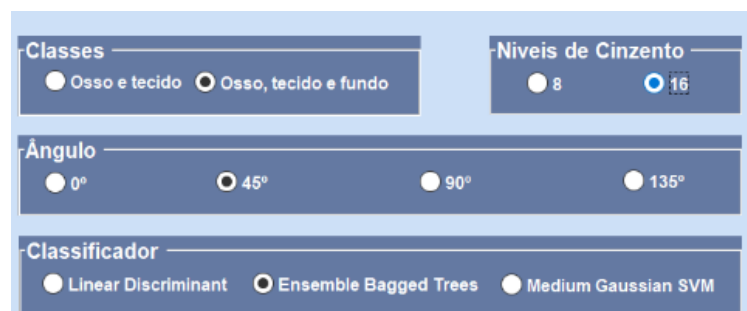 Classes
Osso e tecido Osso, tecido e fundo
Niveis de Cinzento
8 16
Ângulo
0º 45º 90º 135º
Classificador
Linear Discriminant Ensemble Bagged Trees Medium Gaussian SVM